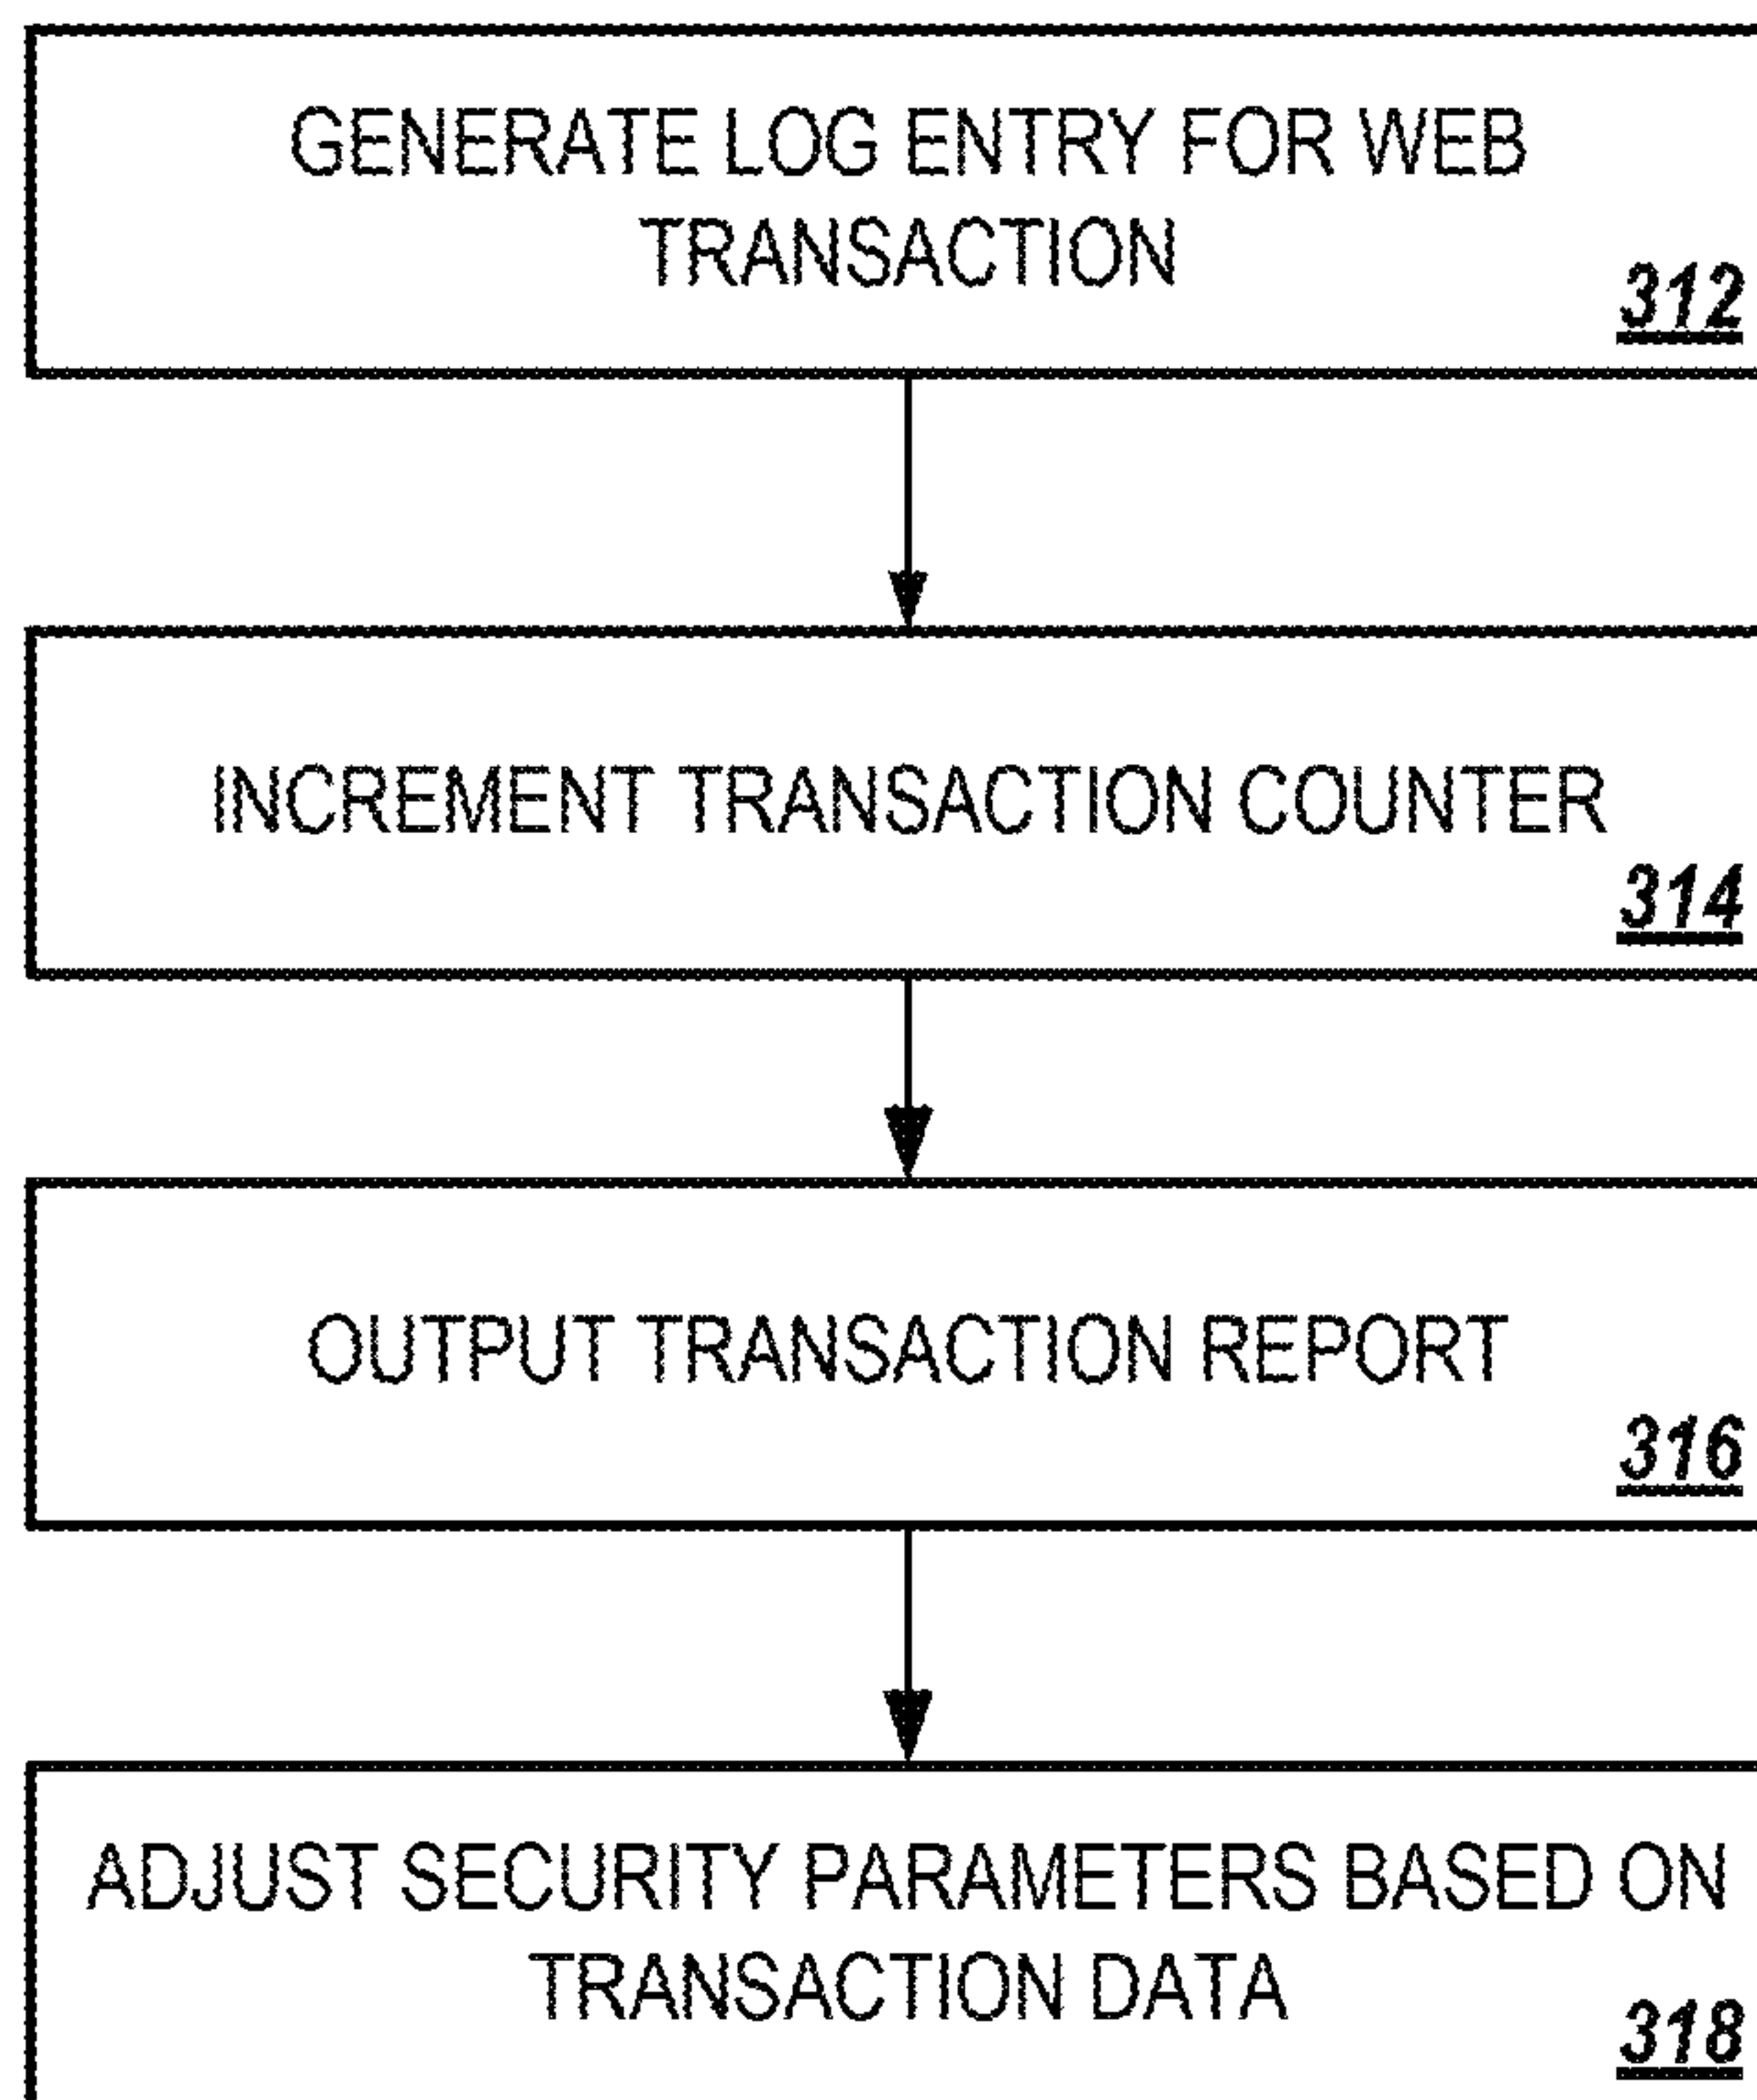 GENERATE LOG ENTRY FOR WEB
TRANSACTION
312
INCREMENT TRANSACTION COUNTER
314
OUTPUT TRANSACTION REPORT
316
ADJUST SECURITY PARAMETERS BASED ON
TRANSACTION DATA
318